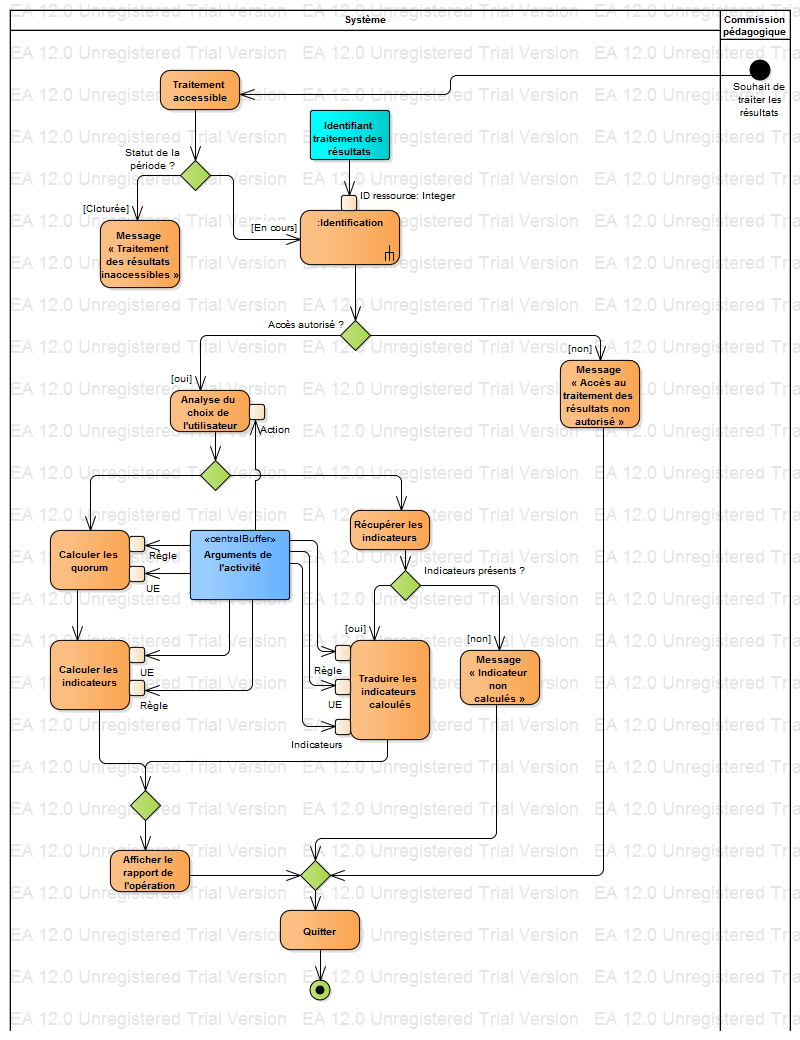 Système
Commission
pédagogique
Souhait de
traiter les
résultats
Traitement
accessible
Identifiant
traitement des
résultats
Statut de la
période ?
ID ressource: Integer
[Cloturée]
[En cours]
:Identification
Message
« Traitement
des résultats
inaccessibles »
Accès autorisé ?
[oui]
[non]
Message
« Accès au
traitement des
résultats non
autorisé »
Analyse du
choix de
l'utilisateur
Action
Récupérer les
indicateurs
«centralBuffer»
Arguments de
l'activité
Calculer les
quorum
Règle
UE
Indicateurs présents ?
[oui]
[non]
Calculer les
indicateurs
UE
Règle
Traduire les
indicateurs
calculés
Règle
UE
Indicateurs
Message
« Indicateur
non
calculés »
Afficher le
rapport de
l'opération
Quitter
EA 12.0 Unregistered Trial Version